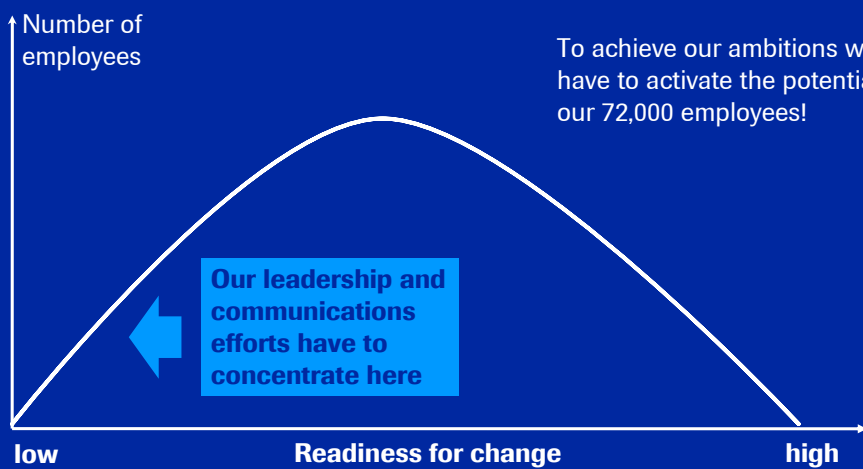 Number of
employees
To achieve our ambitions w
have to activate the potentia
our 72,000 employees!
Our leadership and
communications
efforts have to
concentrate here
low Readiness for change high